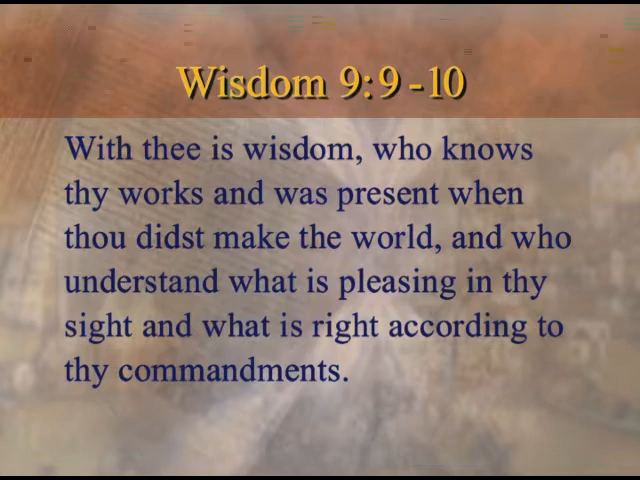 Wisdom 9:9-10
With thee is wisdom, who knows
thy works and was present when
thou didst make the world, and who
understand what is pleasing in thy
sight and what is right according to
thy commandments.